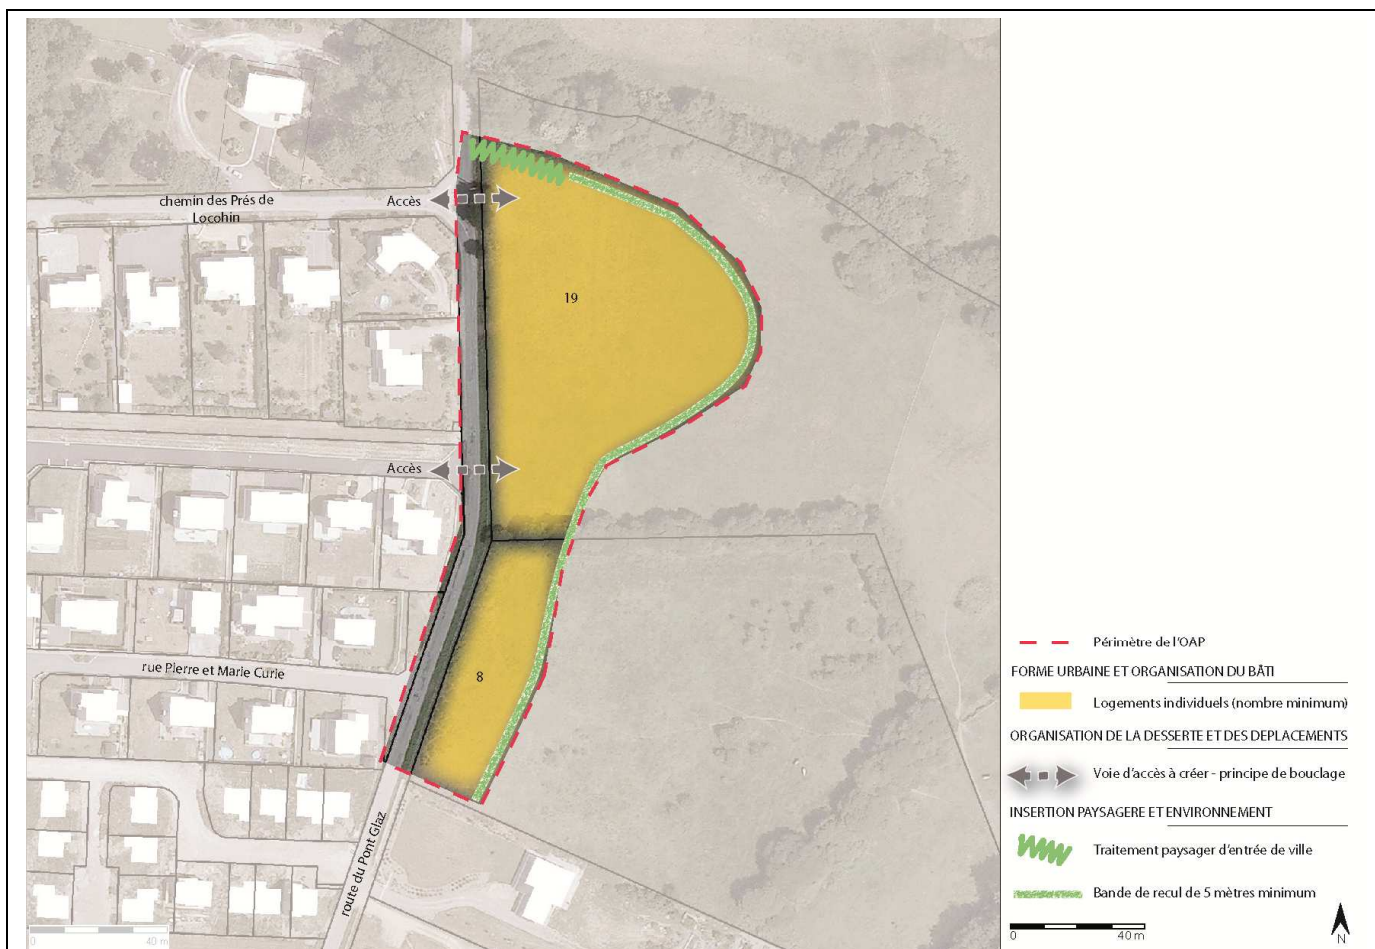 chemin des Prés de
Locohin
Accès
19
Accès
rue Pierre et Marie Curie
8
route du Pont Glaz
40 m
Périmètre de l'OAP
FORME URBAINE ET ORGANISATION DU BÂTI
Logements individuels (nombre minimum)
ORGANISATION DE LA DESSERTE ET DES DEPLACEMENTS
Voie d'accès à créer - principe de bouclage
INSERTION PAYSAGERE ET ENVIRONNEMENT
Traitement paysager d'entrée de ville
Bande de recul de 5 mètres minimum
0 40 m
N